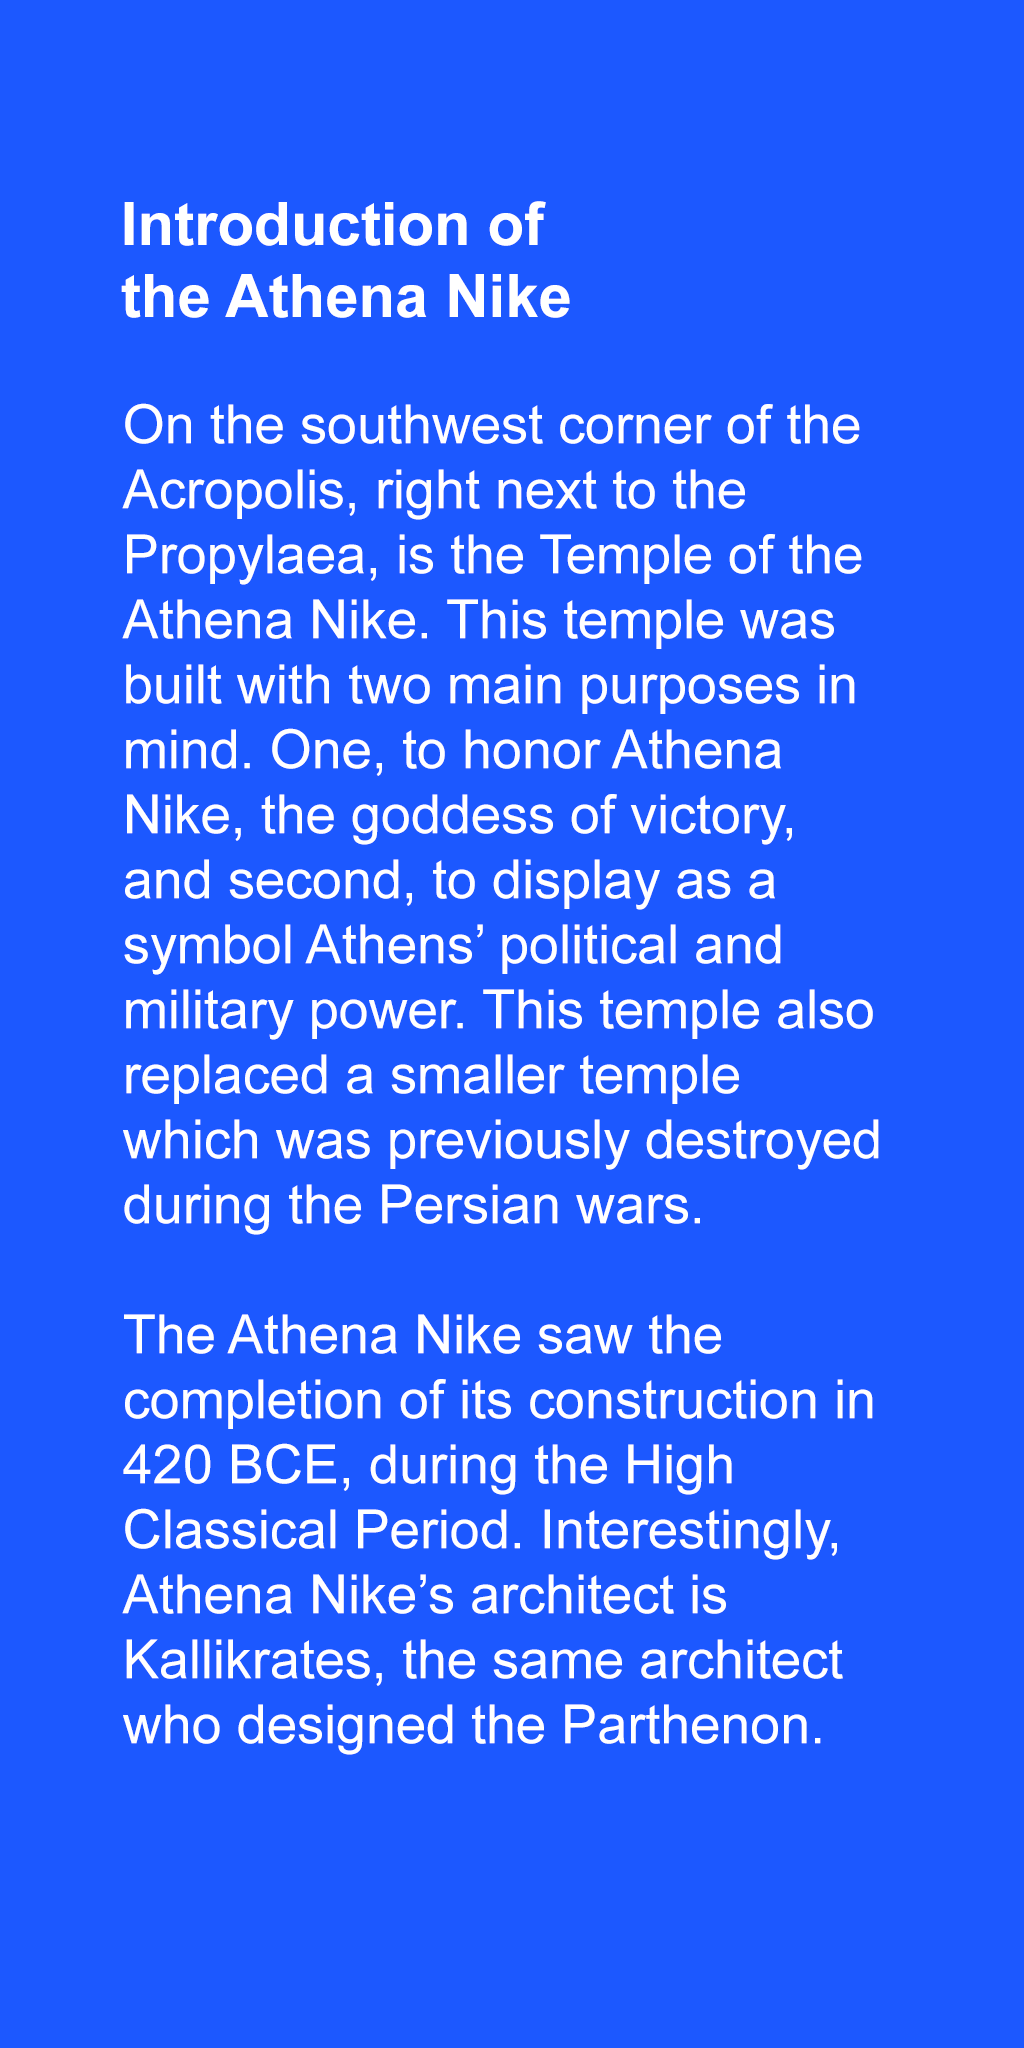 Introduction of
the Athena Nike
On the southwest corner of the
Acropolis, right next to the
Propylaea, is the Temple of the
Athena Nike. This temple was
built with two main purposes in
mind. One, to honor Athena
Nike, the goddess of victory,
and second, to display as a
symbol Athens’ political and
military power. This temple also
replaced a smaller temple
which was previously destroyed
during the Persian wars.
The Athena Nike saw the
completion of its construction in
420 BCE, during the High
Classical Period. Interestingly,
Athena Nike’s architect is
Kallikrates, the same architect
who designed the Parthenon.